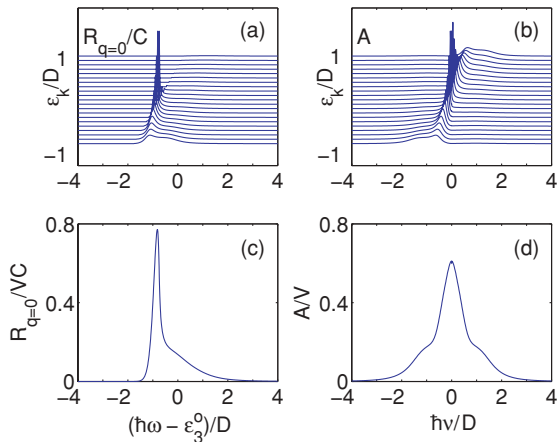 R_{q=0}/C (a)
ε_k/D
1
−1
−4 −2 0 2 4
A (b)
ε_k/D
1
−1
−4 −2 0 2 4
(c)
R_{q=0}/VC
0.8
0.4
0
−4 −2 0 2 4
(ħω − ε_3^o)/D
(d)
A/V
0.8
0.4
0
−4 −2 0 2 4
ħν/D